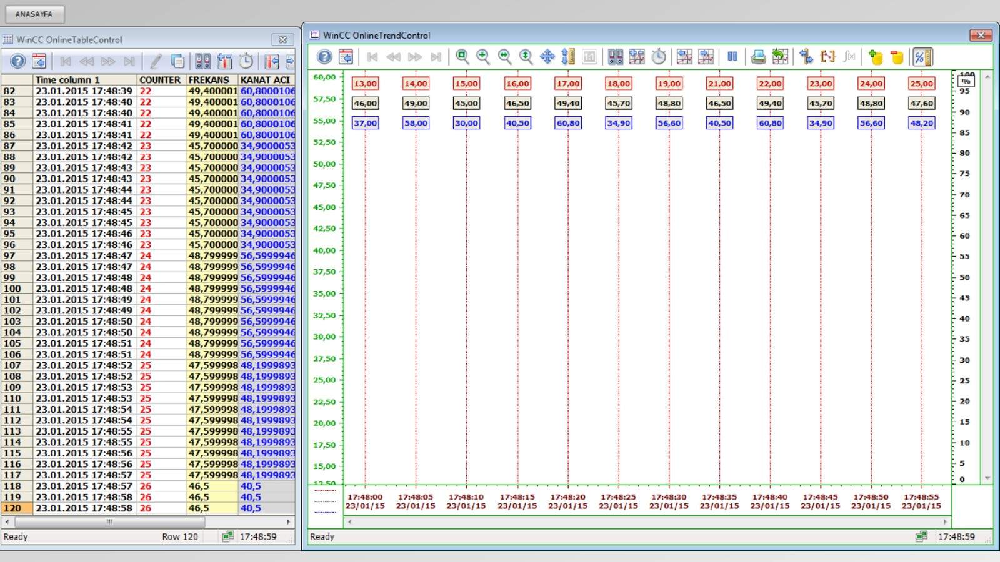 ANASAYFA
WinCC OnlineTableControl
Time column 1 COUNTER FREKANS KANAT ACI
82 23.01.2015 17:48:39 22 49,400001 60,8000106
83 23.01.2015 17:48:40 22 49,400001 60,8000106
84 23.01.2015 17:48:40 22 49,400001 60,8000106
85 23.01.2015 17:48:41 22 49,400001 60,8000106
86 23.01.2015 17:48:41 22 49,400001 60,8000106
87 23.01.2015 17:48:42 23 45,700000 34,9000053
88 23.01.2015 17:48:42 23 45,700000 34,9000053
89 23.01.2015 17:48:43 23 45,700000 34,9000053
90 23.01.2015 17:48:43 23 45,700000 34,9000053
91 23.01.2015 17:48:44 23 45,700000 34,9000053
92 23.01.2015 17:48:44 23 45,700000 34,9000053
93 23.01.2015 17:48:45 23 45,700000 34,9000053
94 23.01.2015 17:48:45 23 45,700000 34,9000053
95 23.01.2015 17:48:46 23 45,700000 34,9000053
96 23.01.2015 17:48:46 23 45,700000 34,9000053
97 23.01.2015 17:48:47 24 48,799999 56,5999946
98 23.01.2015 17:48:47 24 48,799999 56,5999946
99 23.01.2015 17:48:48 24 48,799999 56,5999946
100 23.01.2015 17:48:48 24 48,799999 56,5999946
101 23.01.2015 17:48:49 24 48,799999 56,5999946
102 23.01.2015 17:48:49 24 48,799999 56,5999946
103 23.01.2015 17:48:50 24 48,799999 56,5999946
104 23.01.2015 17:48:50 24 48,799999 56,5999946
105 23.01.2015 17:48:51 24 48,799999 56,5999946
106 23.01.2015 17:48:51 24 48,799999 56,5999946
107 23.01.2015 17:48:52 25 47,599998 48,1999893
108 23.01.2015 17:48:52 25 47,599998 48,1999893
109 23.01.2015 17:48:53 25 47,599998 48,1999893
110 23.01.2015 17:48:53 25 47,599998 48,1999893
111 23.01.2015 17:48:54 25 47,599998 48,1999893
112 23.01.2015 17:48:54 25 47,599998 48,1999893
113 23.01.2015 17:48:55 25 47,599998 48,1999893
114 23.01.2015 17:48:55 25 47,599998 48,1999893
115 23.01.2015 17:48:56 25 47,599998 48,1999893
116 23.01.2015 17:48:56 25 47,599998 48,1999893
117 23.01.2015 17:48:57 25 47,599998 48,1999893
118 23.01.2015 17:48:57 26 46,5 40,5
119 23.01.2015 17:48:58 26 46,5 40,5
120 23.01.2015 17:48:58 26 46,5 40,5
Ready Row 120 17:48:59
WinCC OnlineTrendControl
1:1 f(x) %
13,00 14,00 15,00 16,00 17,00 18,00 19,00 21,00 22,00 23,00 24,00 25,00
46,00 49,00 45,00 46,50 49,40 45,70 48,80 46,50 49,40 45,70 48,80 47,60
37,00 58,00 30,00 40,50 60,80 34,90 56,60 40,50 60,80 34,90 56,60 48,20
60,00
57,50
55,00
52,50
50,00
47,50
45,00
42,50
40,00
37,50
35,00
32,50
30,00
27,50
25,00
22,50
20,00
17,50
15,00
12,50
100
%
95
90
85
80
75
70
65
60
55
50
45
40
35
30
25
20
15
10
5
0
17:48:00 17:48:05 17:48:10 17:48:15 17:48:20 17:48:25 17:48:30 17:48:35 17:48:40 17:48:45 17:48:50 17:48:55
23/01/15 23/01/15 23/01/15 23/01/15 23/01/15 23/01/15 23/01/15 23/01/15 23/01/15 23/01/15 23/01/15 23/01/15
Ready 17:48:59